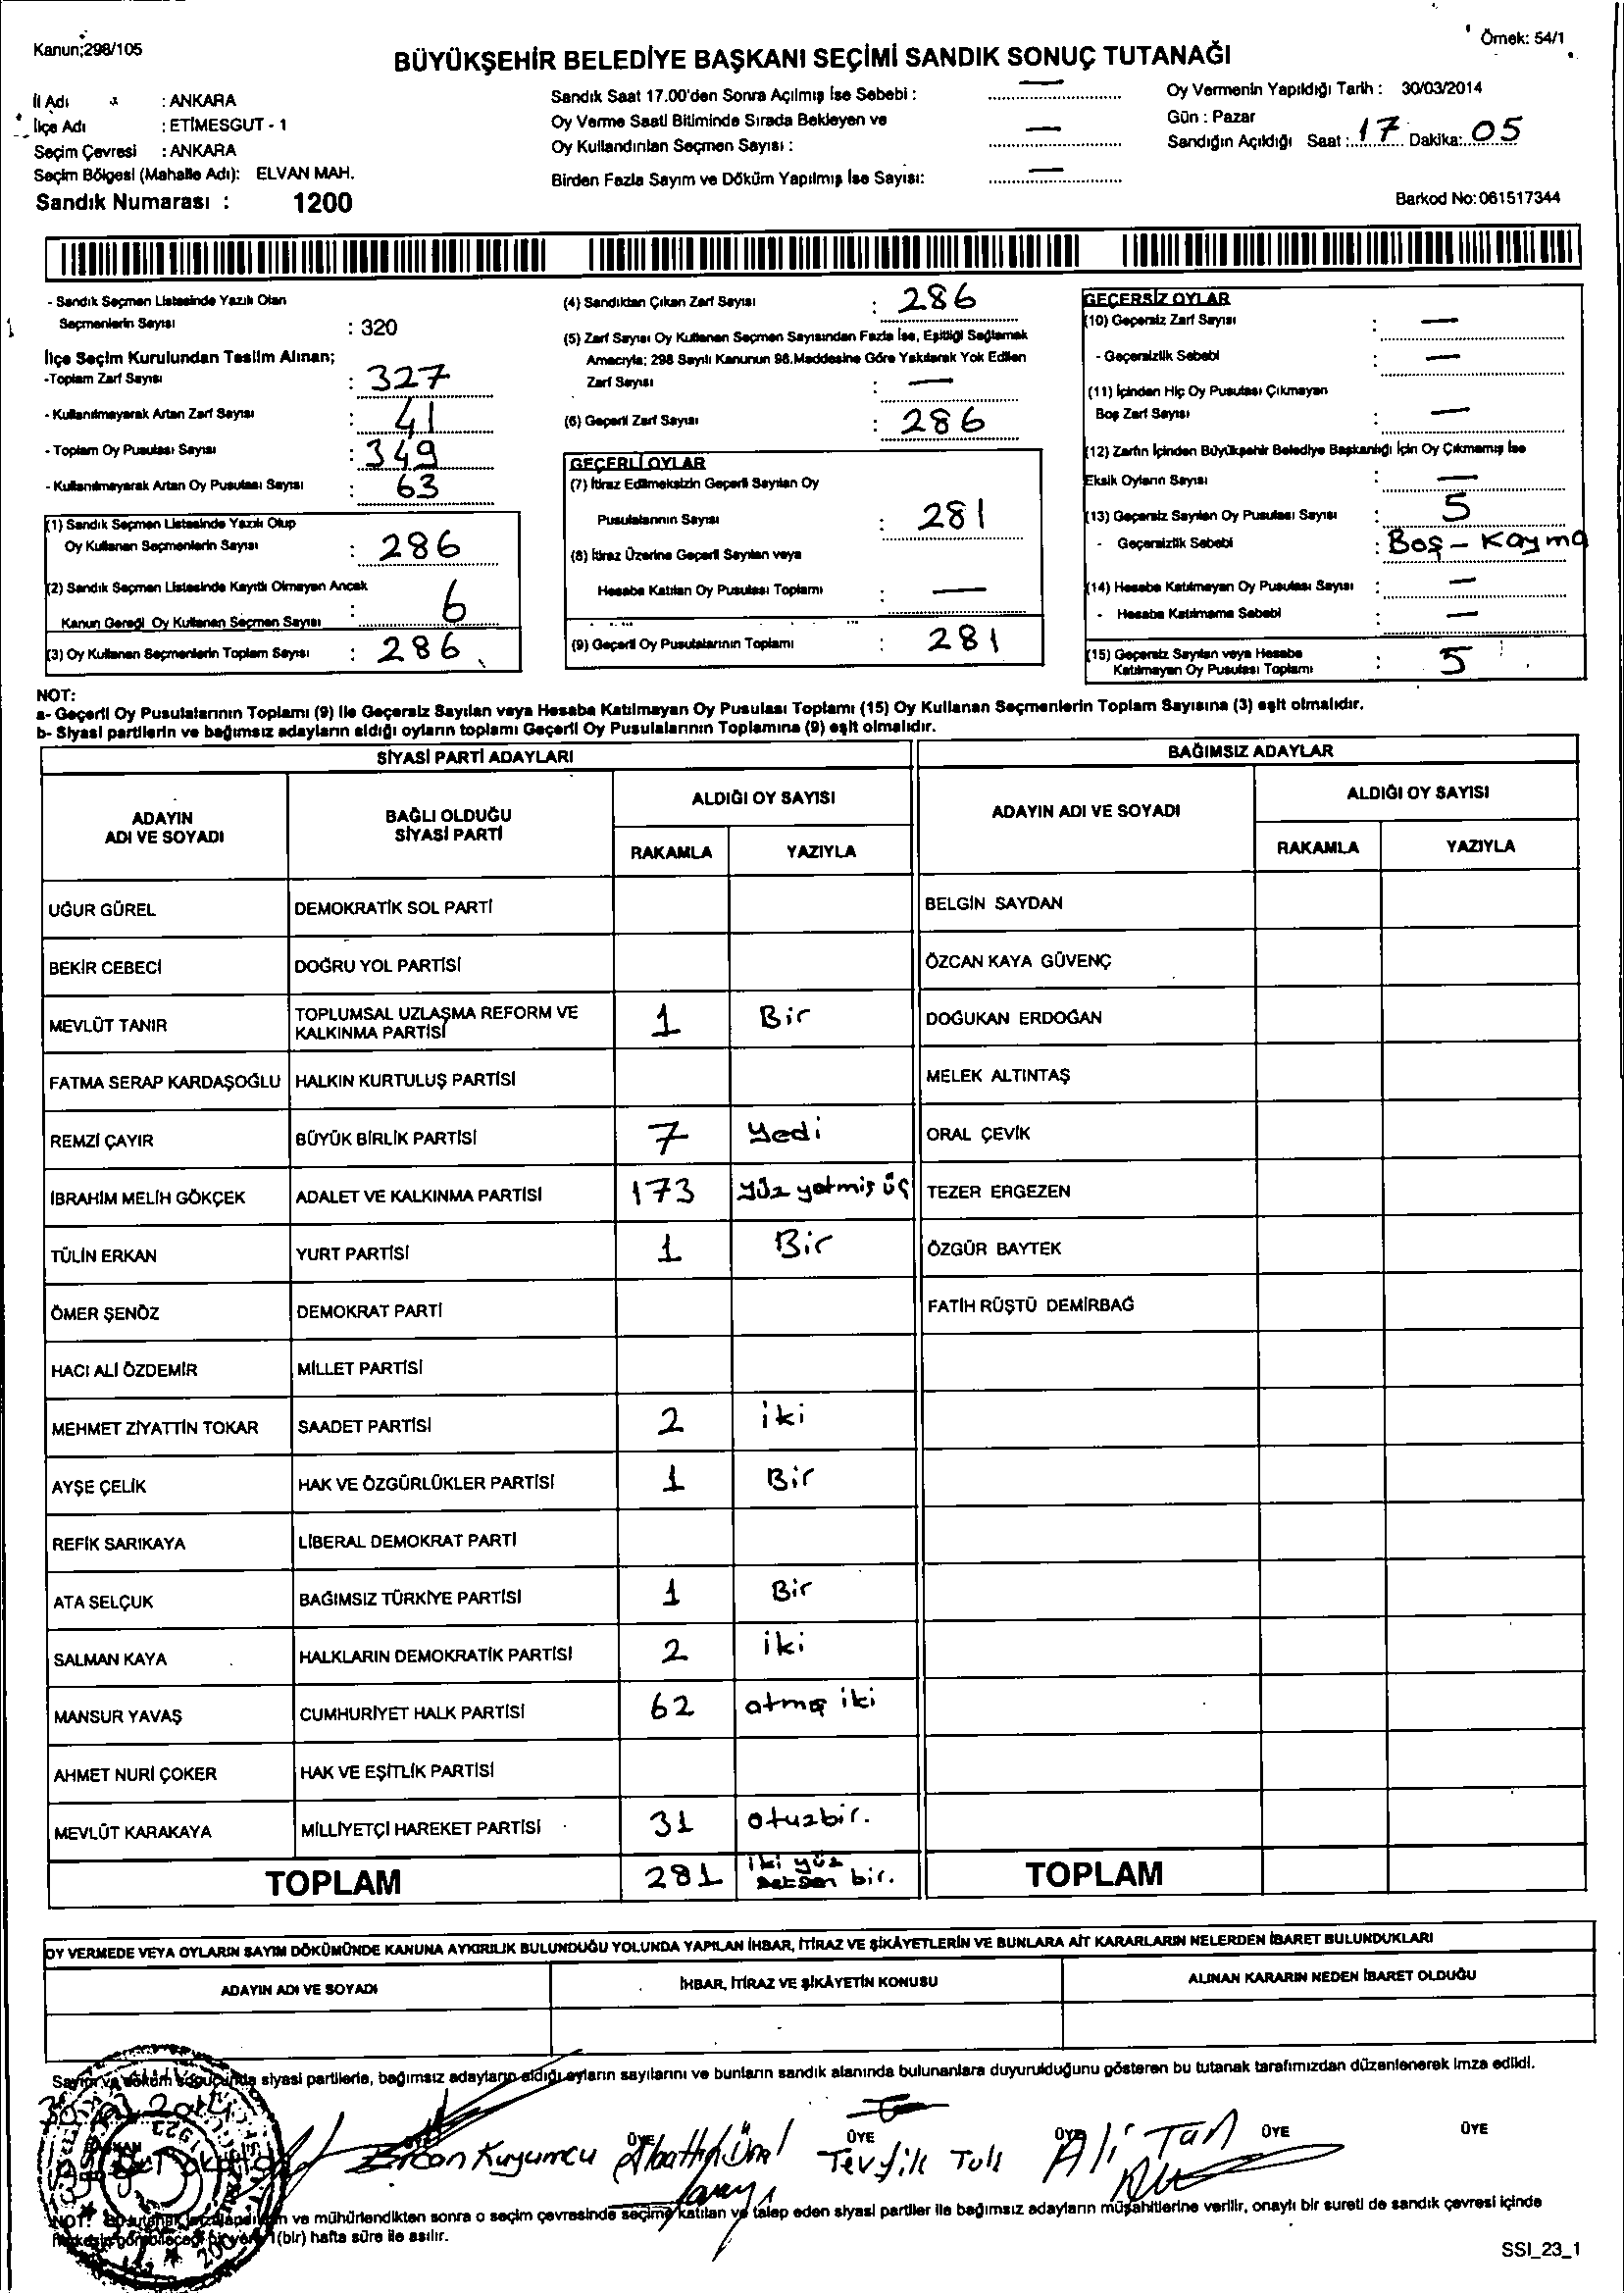 Kanun;298/105
Örnek: 54/1
BÜYÜKŞEHİR BELEDİYE BAŞKANI SEÇİMİ SANDIK SONUÇ TUTANAĞI
İl Adı : ANKARA
İlçe Adı : ETİMESGUT - 1
Seçim Çevresi : ANKARA
Seçim Bölgesi (Mahalle Adı): ELVAN MAH.
Sandık Numarası : 1200
Sandık Saat 17.00'den Sonra Açılmış İse Sebebi : —
Oy Verme Saati Bitiminde Sırada Bekleyen ve
Oy Kullandırılan Seçmen Sayısı : —
Birden Fazla Sayım ve Döküm Yapılmış İse Sayısı: —
Oy Vermenin Yapıldığı Tarih : 30/03/2014
Gün : Pazar
Sandığın Açıldığı Saat : 17 Dakika: 05
Barkod No:061517344
- Sandık Seçmen Listesinde Yazılı Olan
Seçmenlerin Sayısı : 320
İlçe Seçim Kurulundan Teslim Alınan;
-Toplam Zarf Sayısı : 327
- Kullanılmayarak Artan Zarf Sayısı : 41
- Toplam Oy Pusulası Sayısı : 349
- Kullanılmayarak Artan Oy Pusulası Sayısı : 63
(1) Sandık Seçmen Listesinde Yazılı Olup
Oy Kullanan Seçmenlerin Sayısı : 286
(2) Sandık Seçmen Listesinde Kayıtlı Olmayan Ancak
Kanun Gereği Oy Kullanan Seçmen Sayısı : 6
(3) Oy Kullanan Seçmenlerin Toplam Sayısı : 286
(4) Sandıktan Çıkan Zarf Sayısı : 286
(5) Zarf Sayısı Oy Kullanan Seçmen Sayısından Fazla İse, Eşitliği Sağlamak
Amacıyla; 298 Sayılı Kanunun 98.Maddesine Göre Yakılarak Yok Edilen
Zarf Sayısı : —
(6) Geçerli Zarf Sayısı : 286
GEÇERLİ OYLAR
(7) İtiraz Edilmeksizin Geçerli Sayılan Oy
Pusulalarının Sayısı : 281
(8) İtiraz Üzerine Geçerli Sayılan veya
Hesaba Katılan Oy Pusulası Toplamı : —
(9) Geçerli Oy Pusulalarının Toplamı : 281
GEÇERSİZ OYLAR
(10) Geçersiz Zarf Sayısı : —
- Geçersizlik Sebebi : —
(11) İçinden Hiç Oy Pusulası Çıkmayan
Boş Zarf Sayısı : —
(12) Zarfın İçinden Büyükşehir Belediye Başkanlığı İçin Oy Çıkmamış İse
Eksik Oyların Sayısı : —
(13) Geçersiz Sayılan Oy Pusulası Sayısı : 5
- Geçersizlik Sebebi : Boş - Kayma
(14) Hesaba Katılmayan Oy Pusulası Sayısı : —
- Hesaba Katılmama Sebebi : —
(15) Geçersiz Sayılan veya Hesaba
Katılmayan Oy Pusulası Toplamı : 5
NOT:
a- Geçerli Oy Pusulalarının Toplamı (9) ile Geçersiz Sayılan veya Hesaba Katılmayan Oy Pusulası Toplamı (15) Oy Kullanan Seçmenlerin Toplam Sayısına (3) eşit olmalıdır.
b- Siyasi partilerin ve bağımsız adayların aldığı oyların toplamı Geçerli Oy Pusulalarının Toplamına (9) eşit olmalıdır.
SİYASİ PARTİ ADAYLARI BAĞIMSIZ ADAYLAR
ADAYIN ADI VE SOYADI BAĞLI OLDUĞU SİYASİ PARTİ ALDIĞI OY SAYISI ADAYIN ADI VE SOYADI ALDIĞI OY SAYISI
RAKAMLA YAZIYLA RAKAMLA YAZIYLA
UĞUR GÜREL DEMOKRATİK SOL PARTİ BELGİN SAYDAN
BEKİR CEBECİ DOĞRU YOL PARTİSİ ÖZCAN KAYA GÜVENÇ
MEVLÜT TANIR TOPLUMSAL UZLAŞMA REFORM VE KALKINMA PARTİSİ 1 Bir DOĞUKAN ERDOĞAN
FATMA SERAP KARDAŞOĞLU HALKIN KURTULUŞ PARTİSİ MELEK ALTINTAŞ
REMZİ ÇAYIR BÜYÜK BİRLİK PARTİSİ 7 Yedi ORAL ÇEVİK
İBRAHİM MELİH GÖKÇEK ADALET VE KALKINMA PARTİSİ 173 yüz yetmiş üç TEZER ERGEZEN
TÜLİN ERKAN YURT PARTİSİ 1 Bir ÖZGÜR BAYTEK
ÖMER ŞENÖZ DEMOKRAT PARTİ FATİH RÜŞTÜ DEMİRBAĞ
HACI ALİ ÖZDEMİR MİLLET PARTİSİ
MEHMET ZİYATTİN TOKAR SAADET PARTİSİ 2 iki
AYŞE ÇELİK HAK VE ÖZGÜRLÜKLER PARTİSİ 1 Bir
REFİK SARIKAYA LİBERAL DEMOKRAT PARTİ
ATA SELÇUK BAĞIMSIZ TÜRKİYE PARTİSİ 1 Bir
SALMAN KAYA HALKLARIN DEMOKRATİK PARTİSİ 2 iki
MANSUR YAVAŞ CUMHURİYET HALK PARTİSİ 62 atmış iki
AHMET NURİ ÇOKER HAK VE EŞİTLİK PARTİSİ
MEVLÜT KARAKAYA MİLLİYETÇİ HAREKET PARTİSİ 31 otuzbir.
TOPLAM 281 iki yüz seksen bir. TOPLAM
OY VERMEDE VEYA OYLARIN SAYIM DÖKÜMÜNDE KANUNA AYKIRILIK BULUNDUĞU YOLUNDA YAPILAN İHBAR, İTİRAZ VE ŞİKÂYETLERİN VE BUNLARA AİT KARARLARIN NELERDEN İBARET BULUNDUKLARI
ADAYIN ADI VE SOYADI İHBAR, İTİRAZ VE ŞİKÂYETİN KONUSU ALINAN KARARIN NEDEN İBARET OLDUĞU
Sayım ve döküm sonucunda siyasi partilerle, bağımsız adayların aldığı oyların sayılarını ve bunların sandık alanında bulunanlara duyurulduğunu gösteren bu tutanak tarafımızdan düzenlenerek imza edildi.
ÜYE ÜYE ÜYE ÜYE ÜYE
Ercan Kuyumcu Tevfik Ali Tan
ve mühürlendikten sonra o seçim çevresinde seçime katılan ve talep eden siyasi partiler ile bağımsız adayların müşahitlerine verilir, onaylı bir sureti de sandık çevresi içinde
1(bir) hafta süre ile asılır.
SSI_23_1